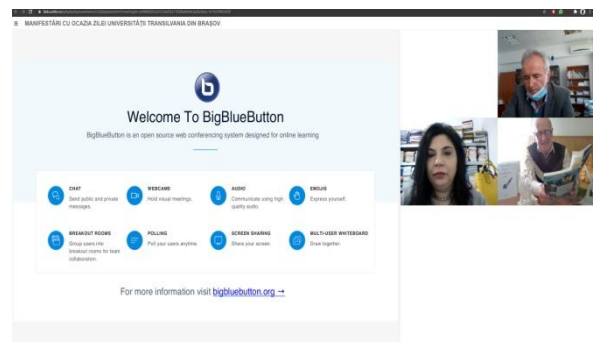 MANIFESTĂRI CU OCAZIA ZILEI UNIVERSITĂȚII TRANSILVANIA DIN BRAȘOV
b
Welcome To BigBlueButton
BigBlueButton is an open source web conferencing system designed for online learning
CHAT
Send public and private
messages.
WEBCAMS
Hold visual meetings.
AUDIO
Communicate using high
quality audio.
EMOJIS
Express yourself.
BREAKOUT ROOMS
Group users into
breakout rooms for team
collaboration.
POLLING
Poll your users anytime.
SCREEN SHARING
Share your screen.
MULTI-USER WHITEBOARD
Draw together.
For more information visit bigbluebutton.org →